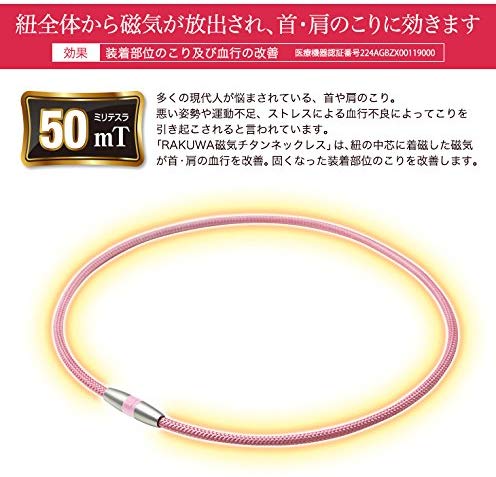 紐全体から磁気が放出され、首・肩のこりに効きます
効果 装着部位のこり及び血行の改善 医療機器認証番号224AGBZX00119000
50 ミリテスラ mT
多くの現代人が悩まされている、首や肩のこり。
悪い姿勢や運動不足、ストレスによる血行不良によってこりを
引き起こされると言われています。
「RAKUWA磁気チタンネックレス」は、紐の中芯に着磁した磁気
が首・肩の血行を改善。固くなった装着部位のこりを改善します。